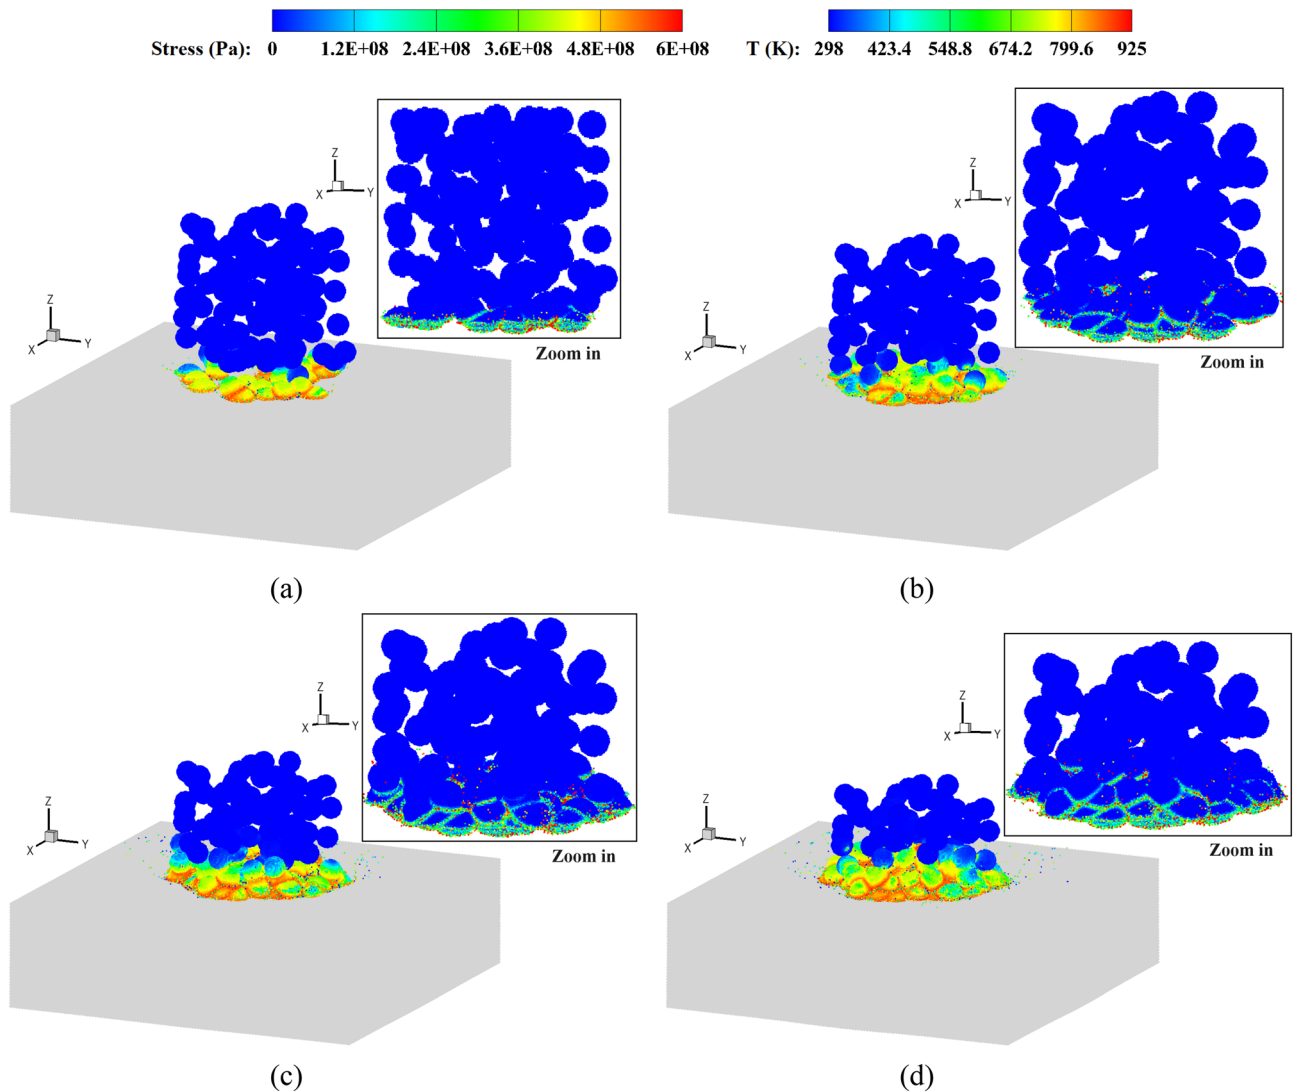 Stress (Pa): 0 1.2E+08 2.4E+08 3.6E+08 4.8E+08 6E+08
T (K): 298 423.4 548.8 674.2 799.6 925
Z
X
Y
Z
X
Y
Zoom in
(a)
Z
X
Y
Z
X
Y
Zoom in
(b)
Z
X
Y
Z
X
Y
Zoom in
(c)
Z
X
Y
Z
X
Y
Zoom in
(d)